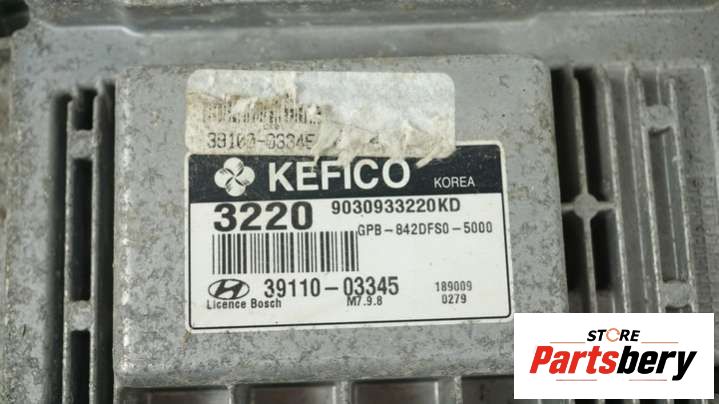 39100-03345
KEFICO KOREA
3220 9030933220KD
GPB-842DFS0-5000
39110-03345 189009
Licence Bosch M7.9.8 0279
STORE
Partsbery